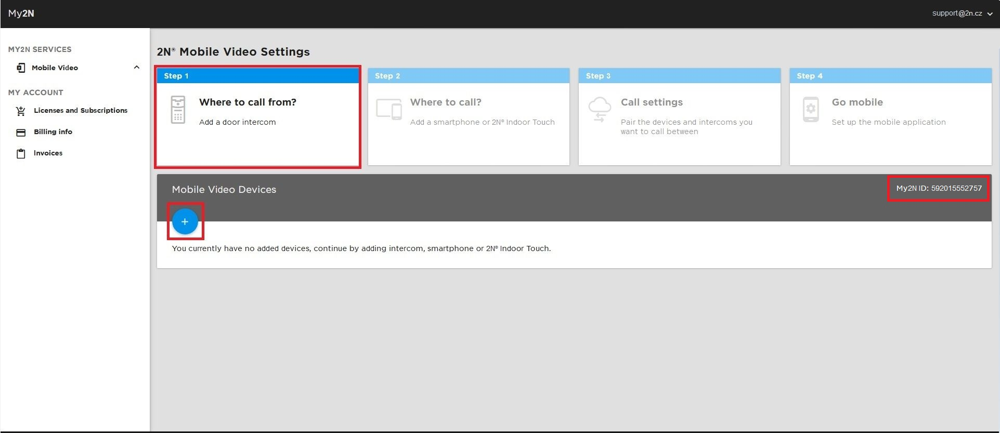 My2N
support@2n.cz
MY2N SERVICES
Mobile Video
MY ACCOUNT
Licenses and Subscriptions
Billing info
Invoices
2N® Mobile Video Settings
Step 1
Where to call from?
Add a door intercom
Step 2
Where to call?
Add a smartphone or 2N® Indoor Touch
Step 3
Call settings
Pair the devices and intercoms you
want to call between
Step 4
Go mobile
Set up the mobile application
Mobile Video Devices
My2N ID: 592015552757
+
You currently have no added devices, continue by adding intercom, smartphone or 2N® Indoor Touch.